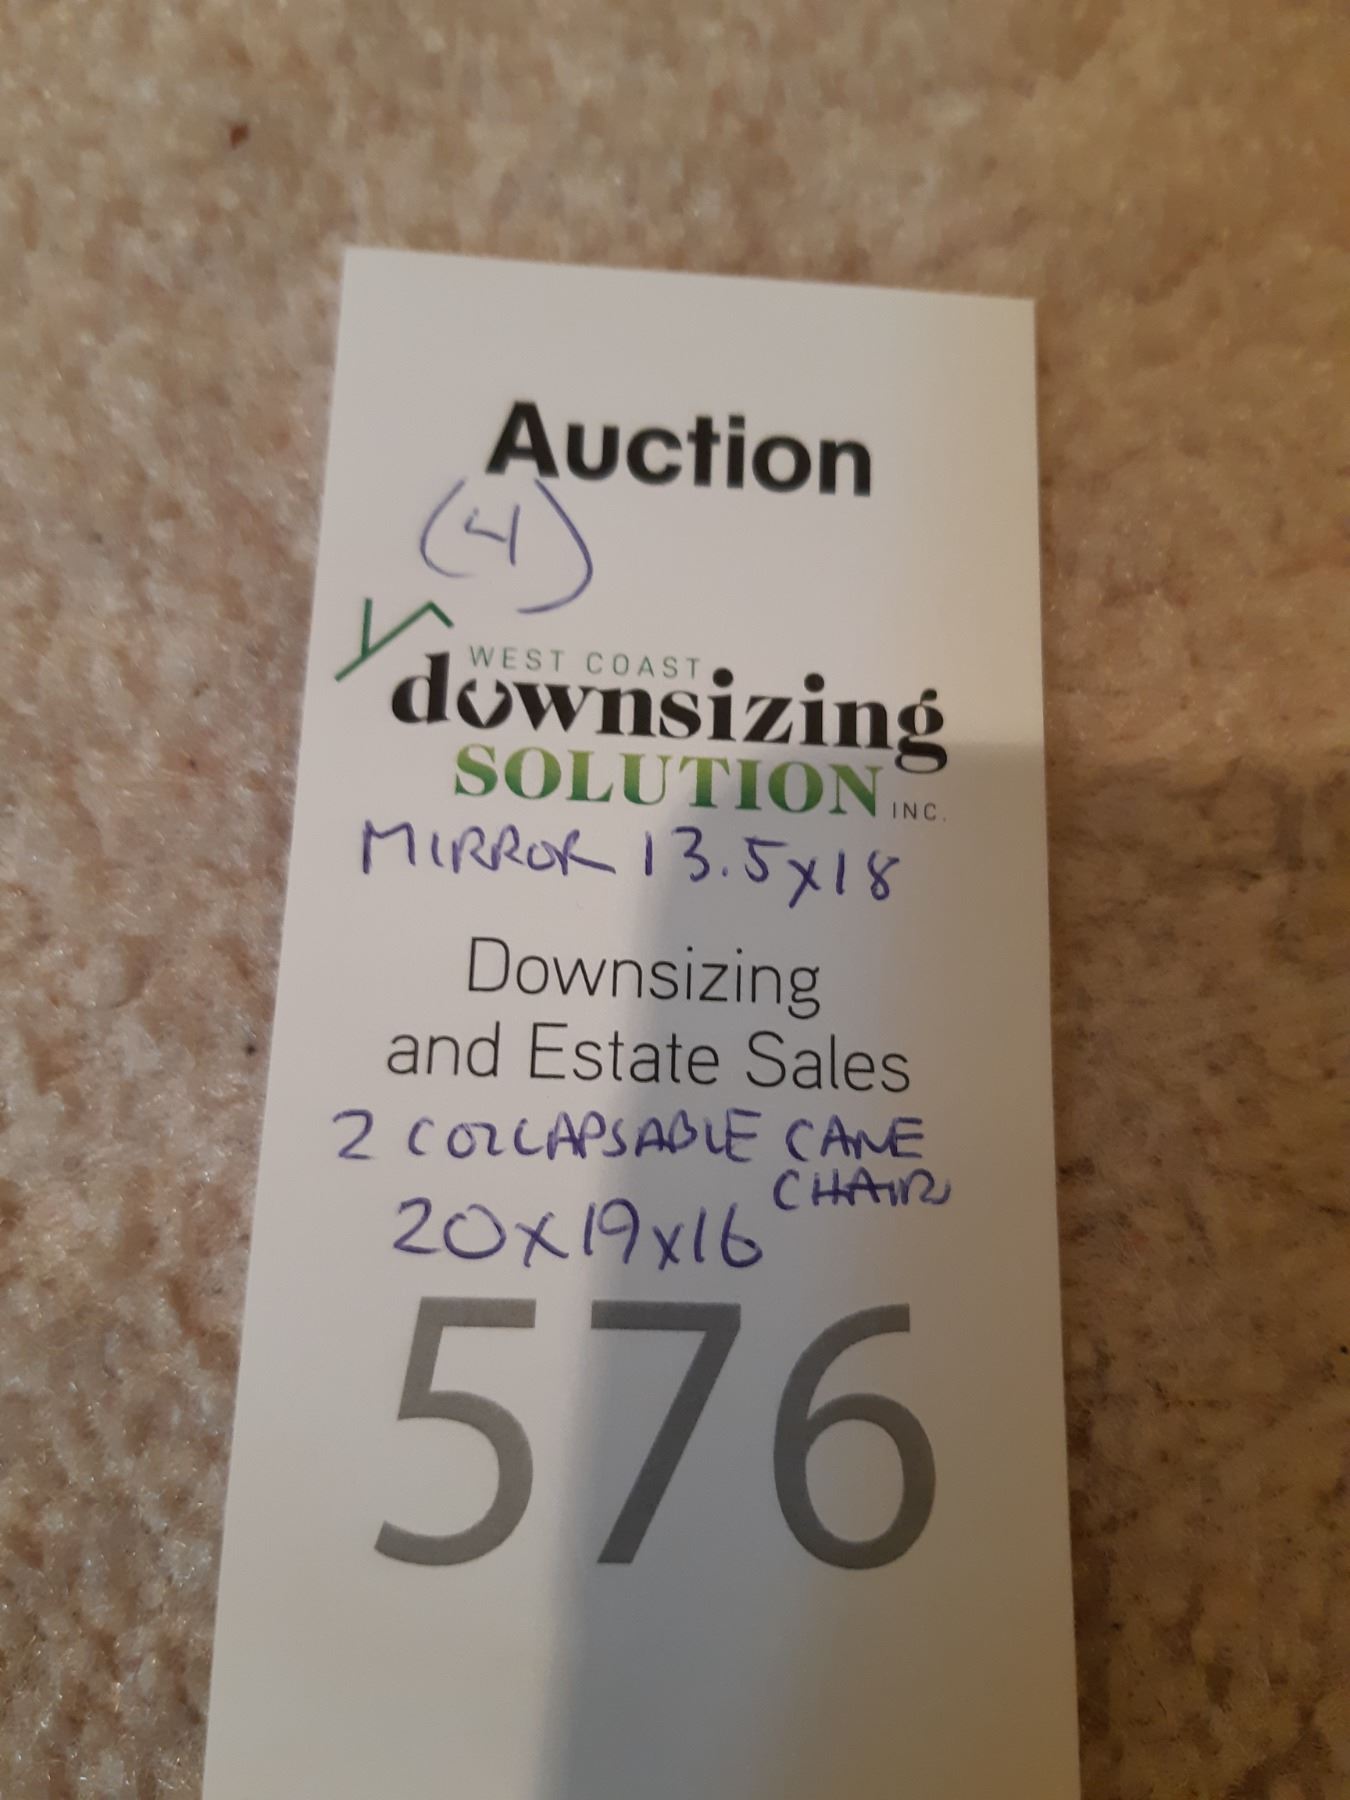 Auction
(4)
WEST COAST
downsizing
SOLUTION INC.
MIRROR 13.5x18
Downsizing
and Estate Sales
2 COLLAPSABLE CANE
CHAIR
20x19x16
576